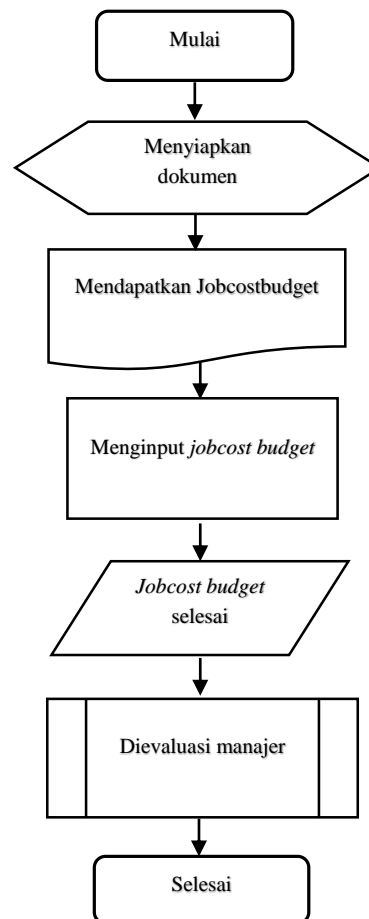 Mulai
Menyiapkan
dokumen
Mendapatkan Jobcostbudget
Menginput jobcost budget
Jobcost budget
selesai
Dievaluasi manajer
Selesai